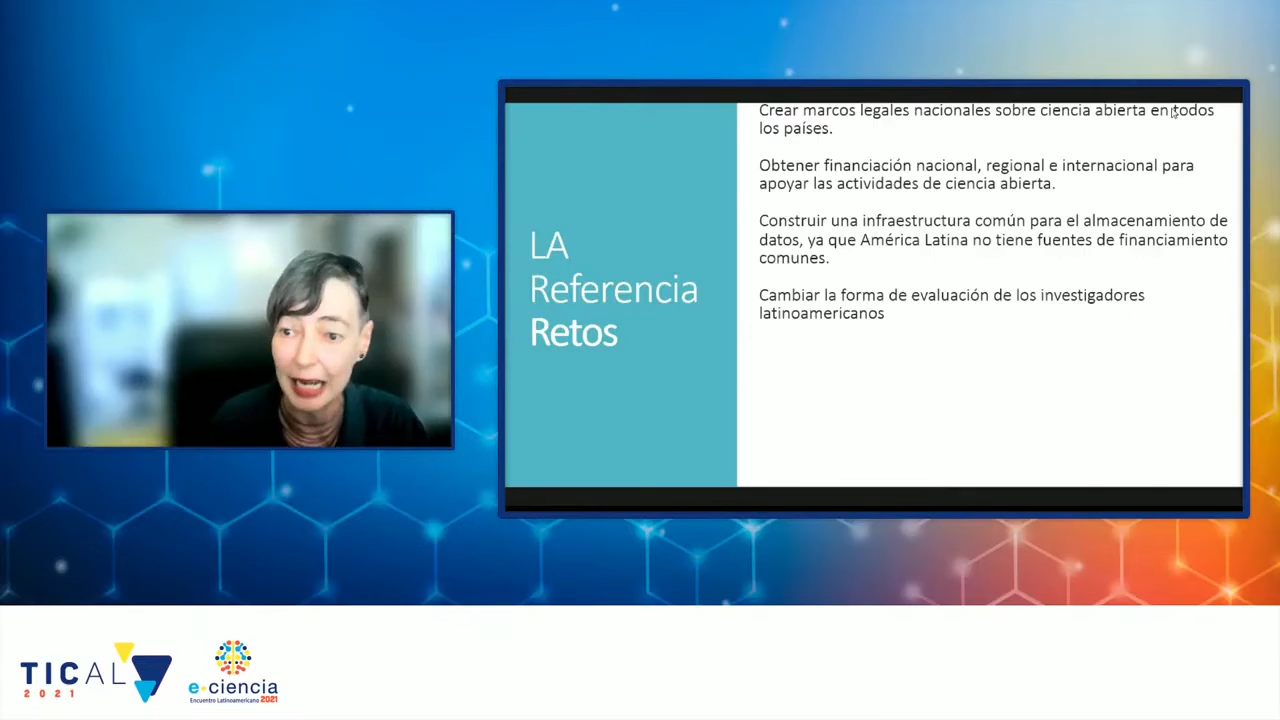 LA
Referencia
Retos
Crear marcos legales nacionales sobre ciencia abierta en todos
los países.
Obtener financiación nacional, regional e internacional para
apoyar las actividades de ciencia abierta.
Construir una infraestructura común para el almacenamiento de
datos, ya que América Latina no tiene fuentes de financiamiento
comunes.
Cambiar la forma de evaluación de los investigadores
latinoamericanos
TICAL
2021
e-ciencia
Encuentro Latinoamericano 2021